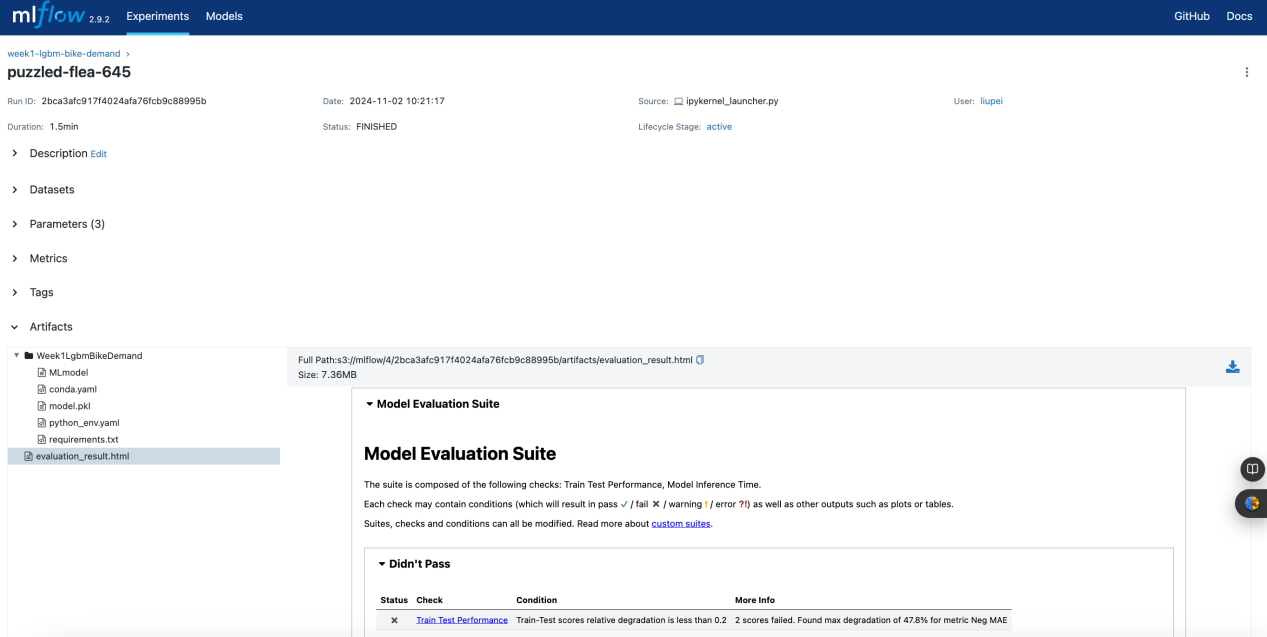 mlflow 2.9.2 Experiments Models GitHub Docs
week1-lgbm-bike-demand ›
puzzled-flea-645
Run ID: 2bca3afc917f4024afa76fcb9c88995b Date: 2024-11-02 10:21:17 Source: ipykernel_launcher.py User: liupei
Duration: 1.5min Status: FINISHED Lifecycle Stage: active
Description Edit
Datasets
Parameters (3)
Metrics
Tags
Artifacts
Week1LgbmBikeDemand
MLmodel
conda.yaml
model.pkl
python_env.yaml
requirements.txt
evaluation_result.html
Full Path:s3://mlflow/4/2bca3afc917f4024afa76fcb9c88995b/artifacts/evaluation_result.html
Size: 7.36MB
Model Evaluation Suite
Model Evaluation Suite
The suite is composed of the following checks: Train Test Performance, Model Inference Time.
Each check may contain conditions (which will result in pass ✓ / fail ✖ / warning ! / error ?!) as well as other outputs such as plots or tables.
Suites, checks and conditions can all be modified. Read more about custom suites.
Didn't Pass
Status Check Condition More Info
✖ Train Test Performance Train-Test scores relative degradation is less than 0.2 2 scores failed. Found max degradation of 47.8% for metric Neg MAE